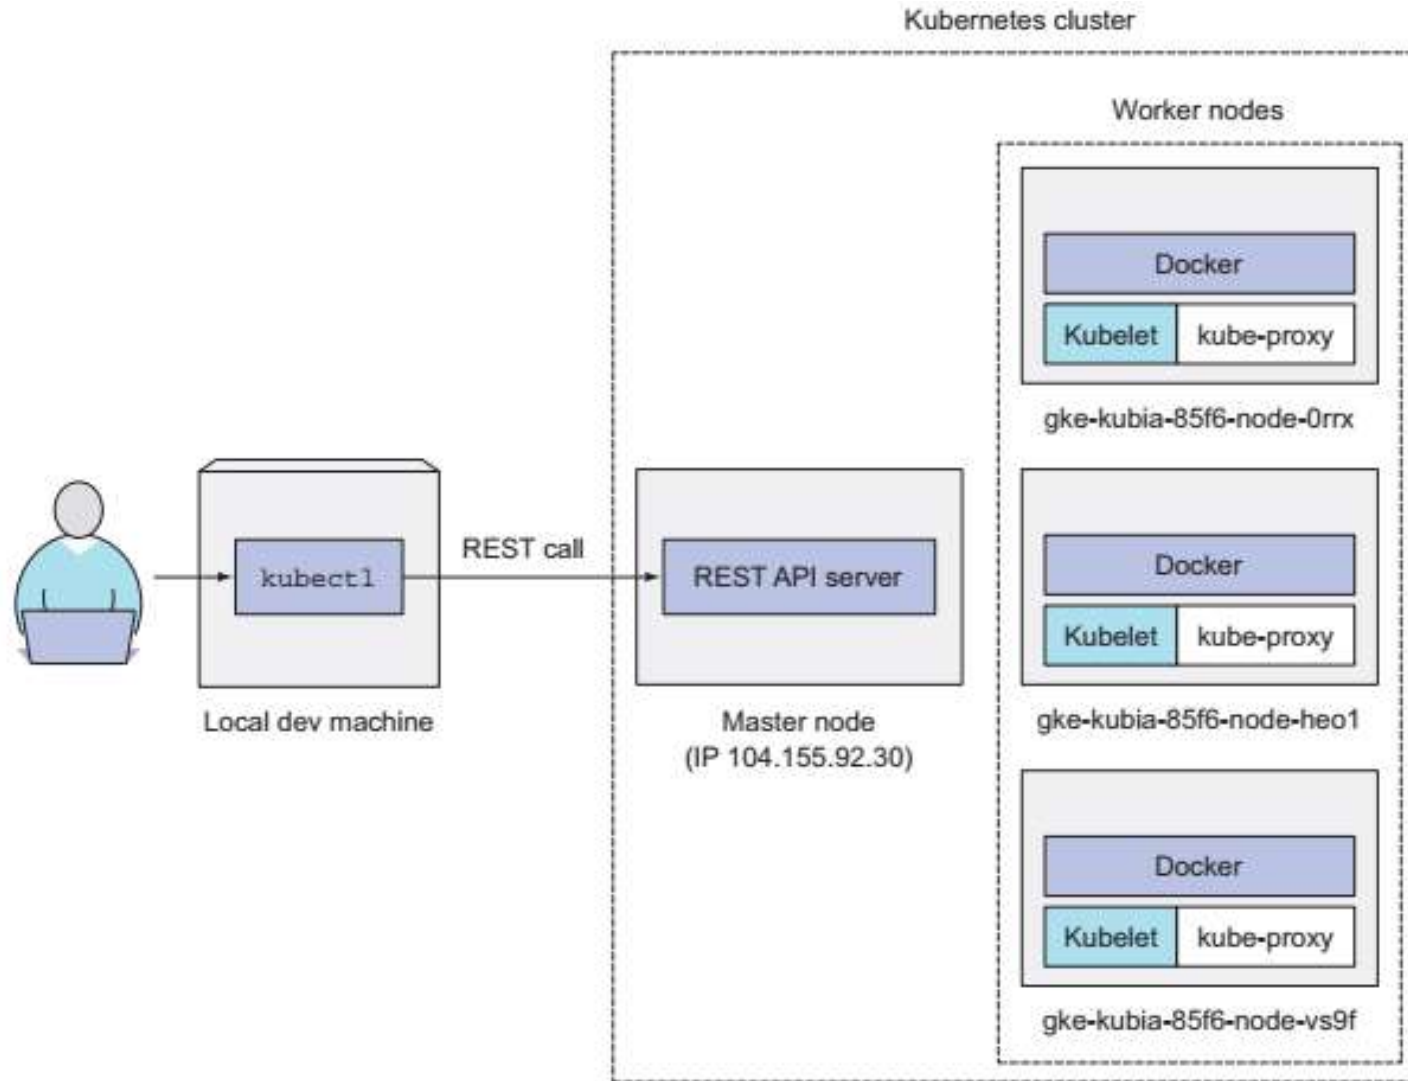 Kubernetes cluster
Worker nodes
Docker
Kubelet
kube-proxy
gke-kubia-85f6-node-0rrx
kubectl
REST call
REST API server
Docker
Kubelet
kube-proxy
Local dev machine
Master node
(IP 104.155.92.30)
gke-kubia-85f6-node-heo1
Docker
Kubelet
kube-proxy
gke-kubia-85f6-node-vs9f